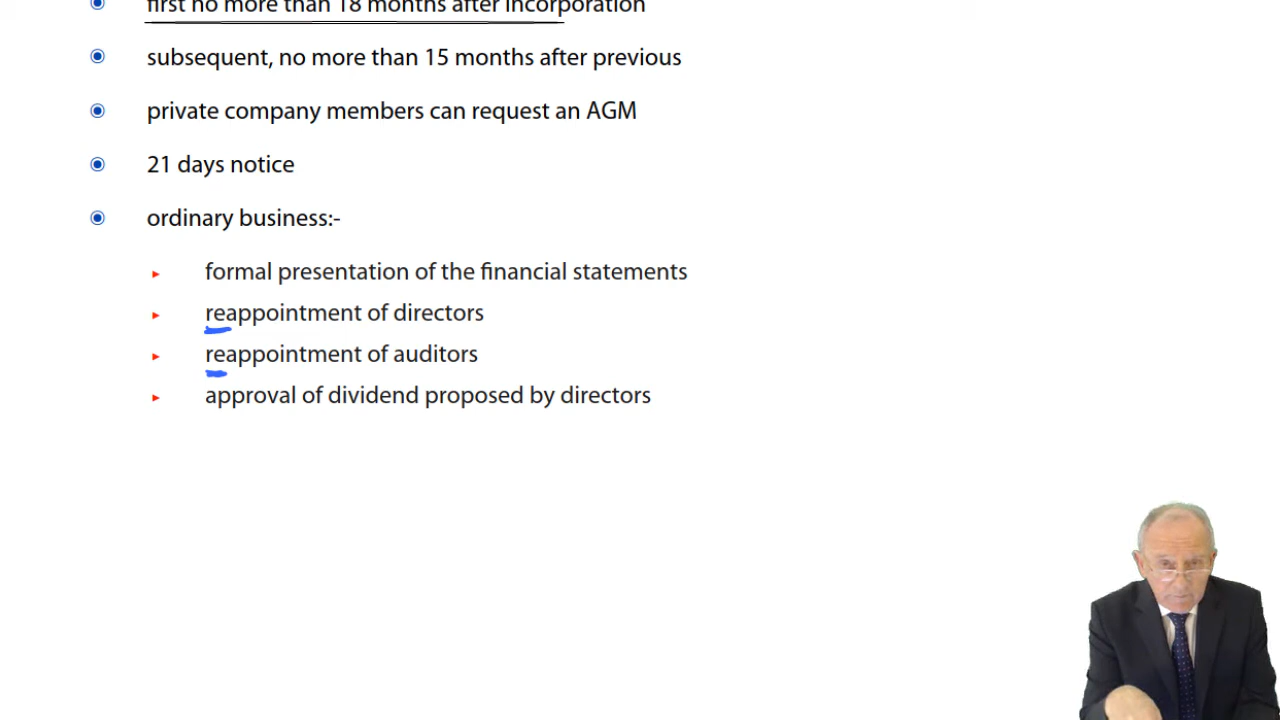 first no more than 18 months after incorporation
subsequent, no more than 15 months after previous
private company members can request an AGM
21 days notice
ordinary business:-
formal presentation of the financial statements
reappointment of directors
reappointment of auditors
approval of dividend proposed by directors